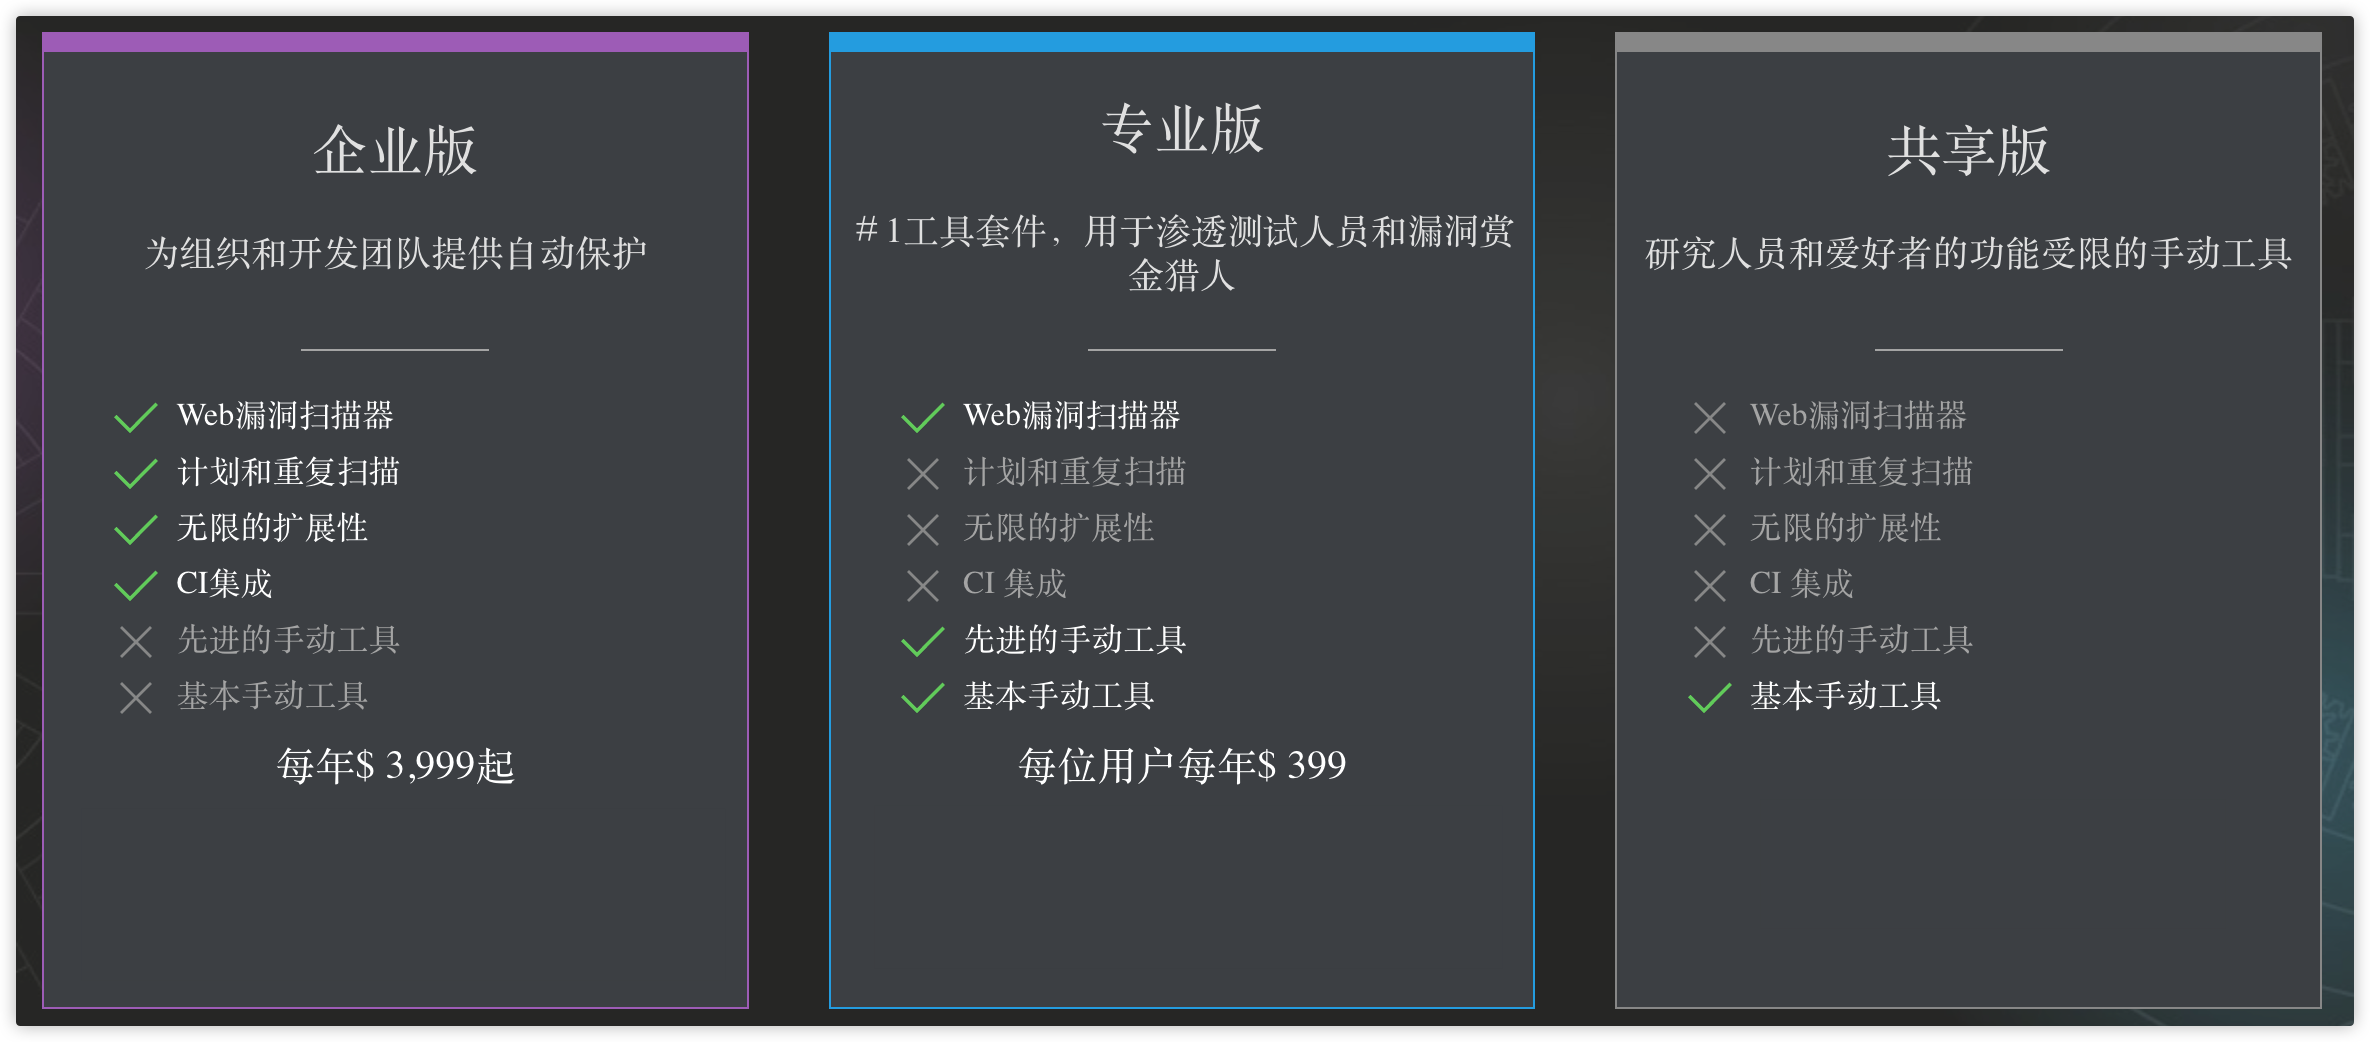 企业版
为组织和开发团队提供自动保护
Web漏洞扫描器
计划和重复扫描
无限的扩展性
CI集成
先进的手动工具
基本手动工具
每年$ 3,999起
专业版
＃1工具套件，用于渗透测试人员和漏洞赏
金猎人
Web漏洞扫描器
计划和重复扫描
无限的扩展性
CI 集成
先进的手动工具
基本手动工具
每位用户每年$ 399
共享版
研究人员和爱好者的功能受限的手动工具
Web漏洞扫描器
计划和重复扫描
无限的扩展性
CI 集成
先进的手动工具
基本手动工具